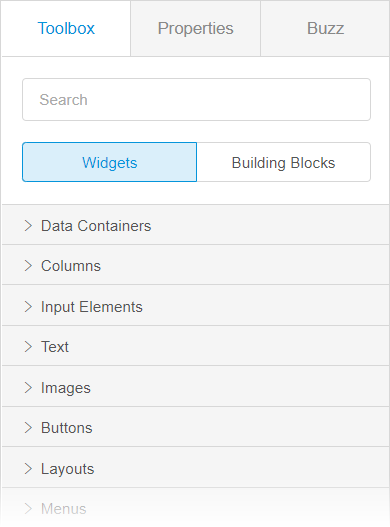 Toolbox Properties Buzz
Search
Widgets Building Blocks
Data Containers
Columns
Input Elements
Text
Images
Buttons
Layouts
Menus